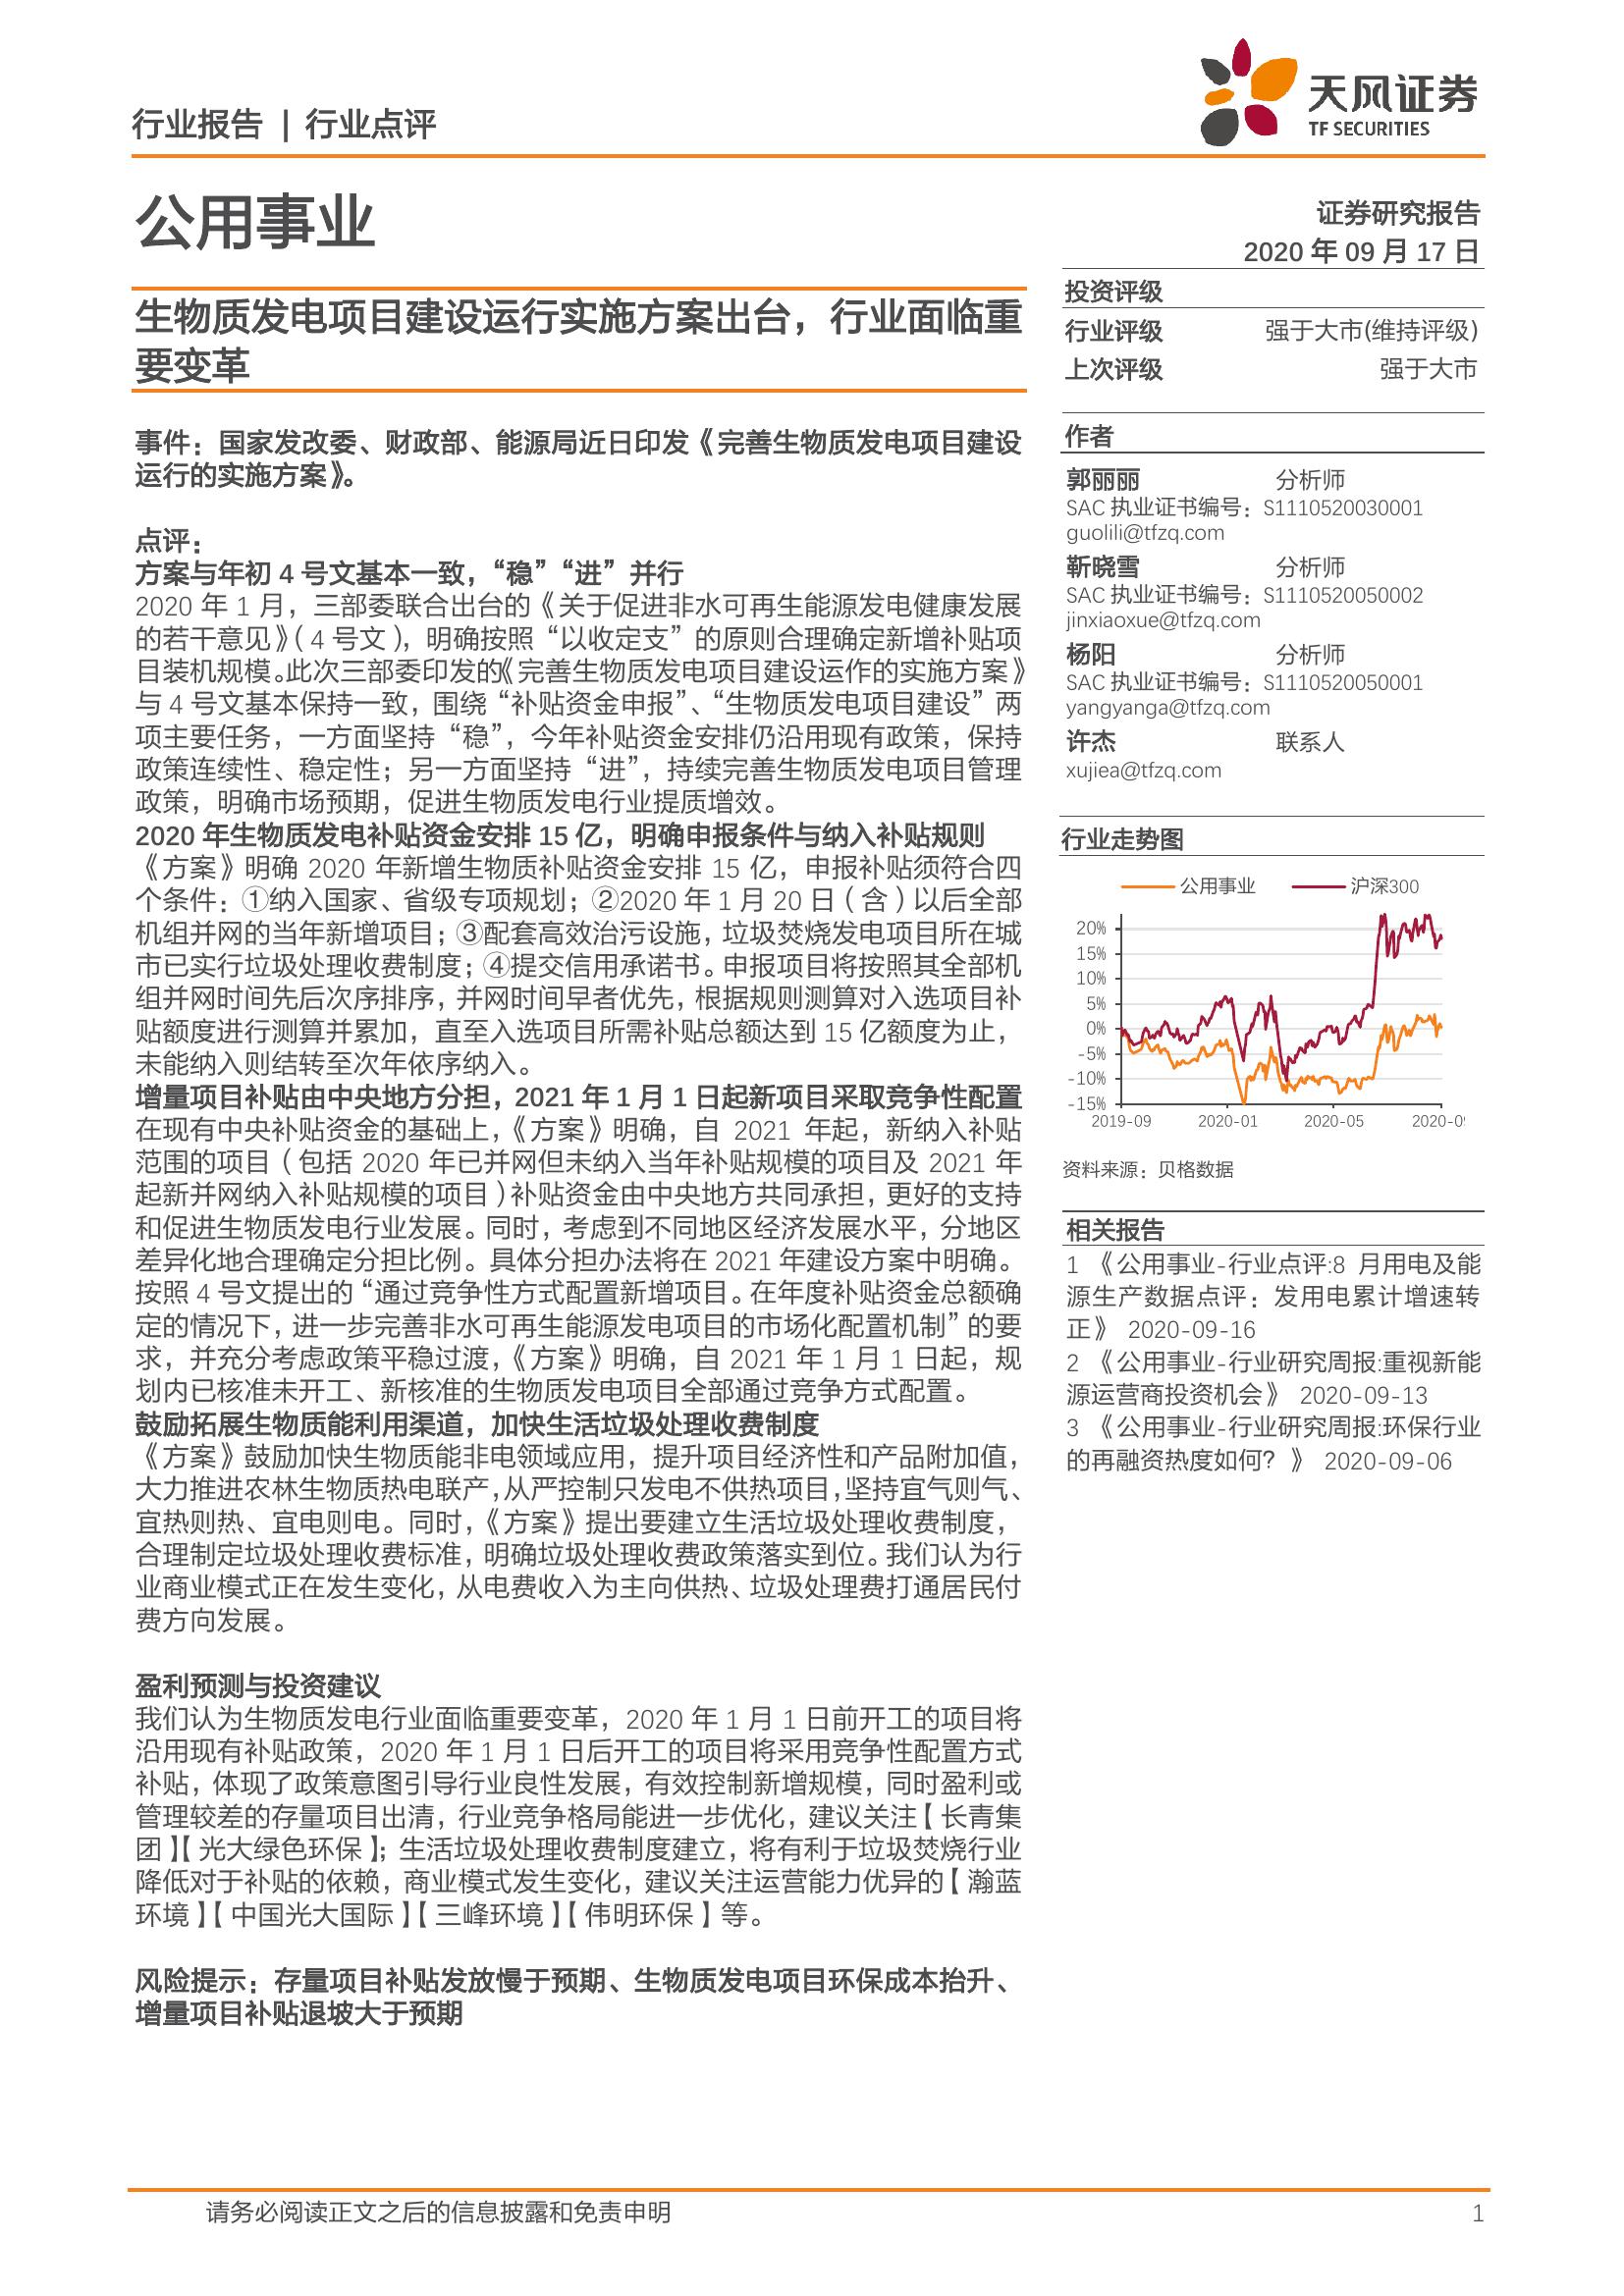 行业报告 | 行业点评
天风证券
TF SECURITIES
公用事业
证券研究报告
2020 年 09 月 17 日
生物质发电项目建设运行实施方案出台，行业面临重
要变革
事件：国家发改委、财政部、能源局近日印发《完善生物质发电项目建设
运行的实施方案》。
点评：
方案与年初 4 号文基本一致，“稳”“进”并行
2020 年 1 月，三部委联合出台的《关于促进非水可再生能源发电健康发展
的若干意见》（4 号文），明确按照“以收定支”的原则合理确定新增补贴项
目装机规模。此次三部委印发的《完善生物质发电项目建设运作的实施方案》
与 4 号文基本保持一致，围绕“补贴资金申报”、“生物质发电项目建设”两
项主要任务，一方面坚持“稳”，今年补贴资金安排仍沿用现有政策，保持
政策连续性、稳定性；另一方面坚持“进”，持续完善生物质发电项目管理
政策，明确市场预期，促进生物质发电行业提质增效。
2020 年生物质发电补贴资金安排 15 亿，明确申报条件与纳入补贴规则
《方案》明确 2020 年新增生物质补贴资金安排 15 亿，申报补贴须符合四
个条件：①纳入国家、省级专项规划；②2020 年 1 月 20 日（含）以后全部
机组并网的当年新增项目；③配套高效治污设施，垃圾焚烧发电项目所在城
市已实行垃圾处理收费制度；④提交信用承诺书。申报项目将按照其全部机
组并网时间先后次序排序，并网时间早者优先，根据规则测算对入选项目补
贴额度进行测算并累加，直至入选项目所需补贴总额达到 15 亿额度为止，
未能纳入则结转至次年依序纳入。
增量项目补贴由中央地方分担，2021 年 1 月 1 日起新项目采取竞争性配置
在现有中央补贴资金的基础上，《方案》明确，自 2021 年起，新纳入补贴
范围的项目（包括 2020 年已并网但未纳入当年补贴规模的项目及 2021 年
起新并网纳入补贴规模的项目）补贴资金由中央地方共同承担，更好的支持
和促进生物质发电行业发展。同时，考虑到不同地区经济发展水平，分地区
差异化地合理确定分担比例。具体分担办法将在 2021 年建设方案中明确。
按照 4 号文提出的“通过竞争性方式配置新增项目。在年度补贴资金总额确
定的情况下，进一步完善非水可再生能源发电项目的市场化配置机制”的要
求，并充分考虑政策平稳过渡，《方案》明确，自 2021 年 1 月 1 日起，规
划内已核准未开工、新核准的生物质发电项目全部通过竞争方式配置。
鼓励拓展生物质能利用渠道，加快生活垃圾处理收费制度
《方案》鼓励加快生物质能非电领域应用，提升项目经济性和产品附加值，
大力推进农林生物质热电联产，从严控制只发电不供热项目，坚持宜气则气、
宜热则热、宜电则电。同时，《方案》提出要建立生活垃圾处理收费制度，
合理制定垃圾处理收费标准，明确垃圾处理收费政策落实到位。我们认为行
业商业模式正在发生变化，从电费收入为主向供热、垃圾处理费打通居民付
费方向发展。
盈利预测与投资建议
我们认为生物质发电行业面临重要变革，2020 年 1 月 1 日前开工的项目将
沿用现有补贴政策，2020 年 1 月 1 日后开工的项目将采用竞争性配置方式
补贴，体现了政策意图引导行业良性发展，有效控制新增规模，同时盈利或
管理较差的存量项目出清，行业竞争格局能进一步优化，建议关注【长青集
团】【光大绿色环保】；生活垃圾处理收费制度建立，将有利于垃圾焚烧行业
降低对于补贴的依赖，商业模式发生变化，建议关注运营能力优异的【瀚蓝
环境】【中国光大国际】【三峰环境】【伟明环保】等。
风险提示：存量项目补贴发放慢于预期、生物质发电项目环保成本抬升、
增量项目补贴退坡大于预期
投资评级
行业评级 强于大市(维持评级)
上次评级 强于大市
作者
郭丽丽 分析师
SAC 执业证书编号：S1110520030001
guolili@tfzq.com
靳晓雪 分析师
SAC 执业证书编号：S1110520050002
jinxiaoxue@tfzq.com
杨阳 分析师
SAC 执业证书编号：S1110520050001
yangyanga@tfzq.com
许杰 联系人
xujiea@tfzq.com
行业走势图
公用事业 沪深300
20%
15%
10%
5%
0%
-5%
-10%
-15%
2019-09 2020-01 2020-05 2020-09
资料来源：贝格数据
相关报告
1 《公用事业-行业点评:8 月用电及能
源生产数据点评：发用电累计增速转
正》 2020-09-16
2 《公用事业-行业研究周报:重视新能
源运营商投资机会》 2020-09-13
3 《公用事业-行业研究周报:环保行业
的再融资热度如何？》 2020-09-06
请务必阅读正文之后的信息披露和免责申明 1